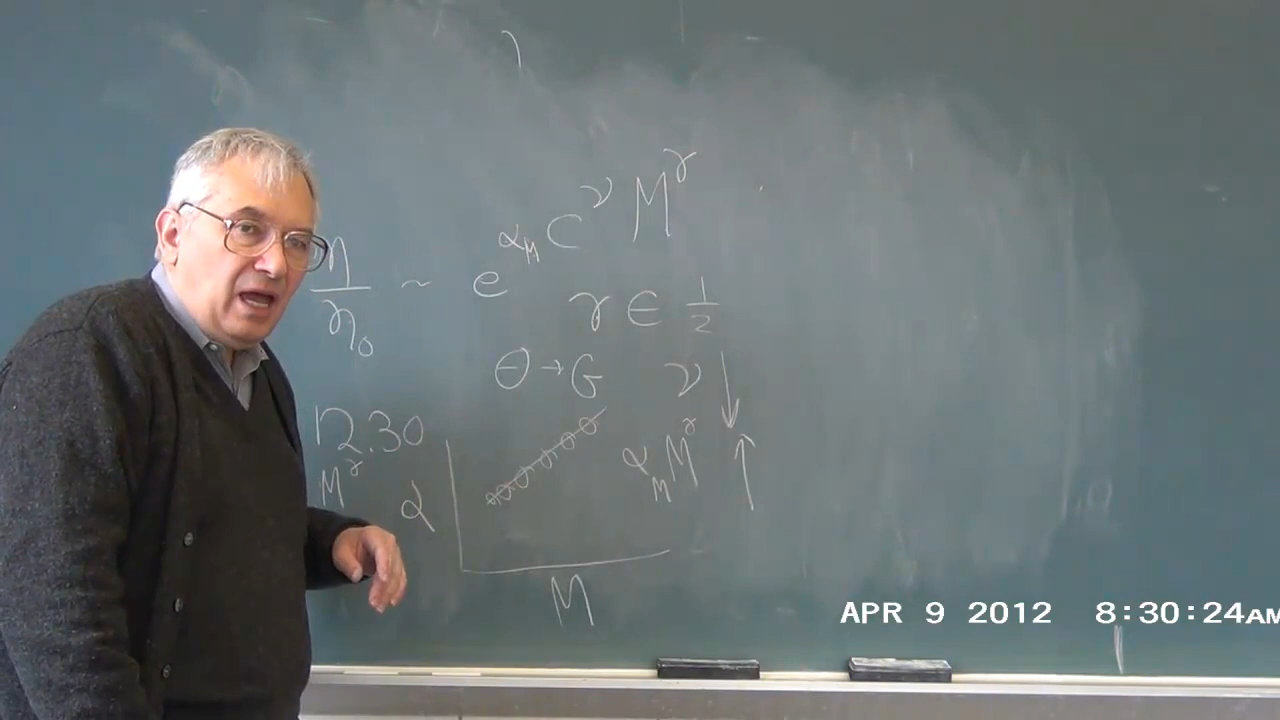 η/η₀ ~ e^α_M C^ν M^γ
γ ∈ 1/2
Θ → G ν ↓
12.30
M^γ
α
α_M M^γ ↑
M
APR 9 2012 8:30:24AM